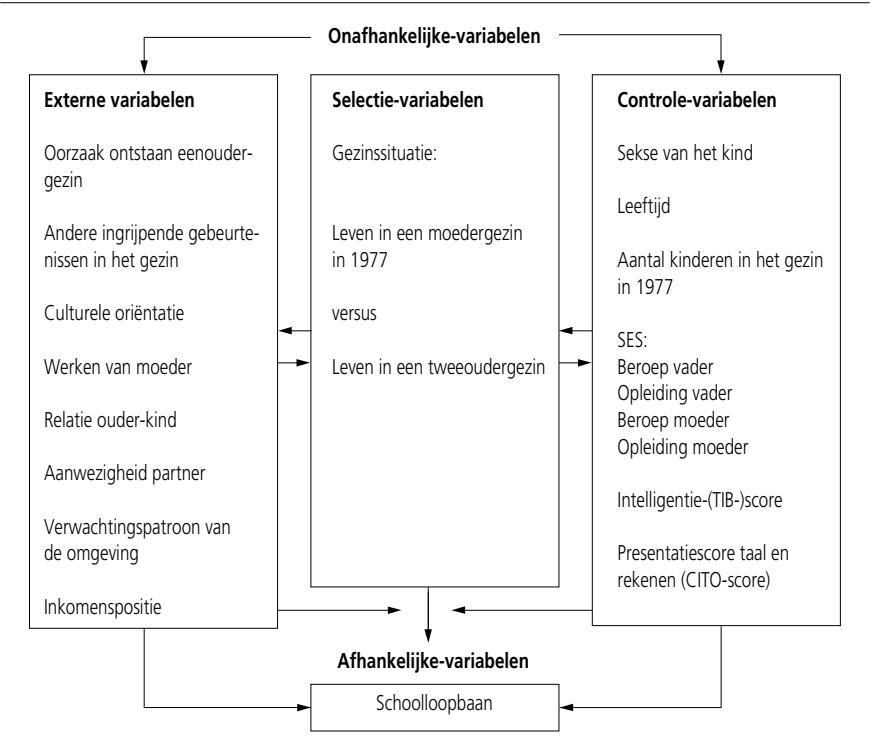 Onafhankelijke-variabelen
Externe variabelen
Oorzaak ontstaan eenouder-
gezin
Andere ingrijpende gebeurte-
nissen in het gezin
Culturele oriëntatie
Werken van moeder
Relatie ouder-kind
Aanwezigheid partner
Verwachtingspatroon van
de omgeving
Inkomenspositie
Selectie-variabelen
Gezinssituatie:
Leven in een moedergezin
in 1977
versus
Leven in een tweeoudergezin
Controle-variabelen
Sekse van het kind
Leeftijd
Aantal kinderen in het gezin
in 1977
SES:
Beroep vader
Opleiding vader
Beroep moeder
Opleiding moeder
Intelligentie-(TIB-)score
Presentatiescore taal en
rekenen (CITO-score)
Afhankelijke-variabelen
Schoolloopbaan